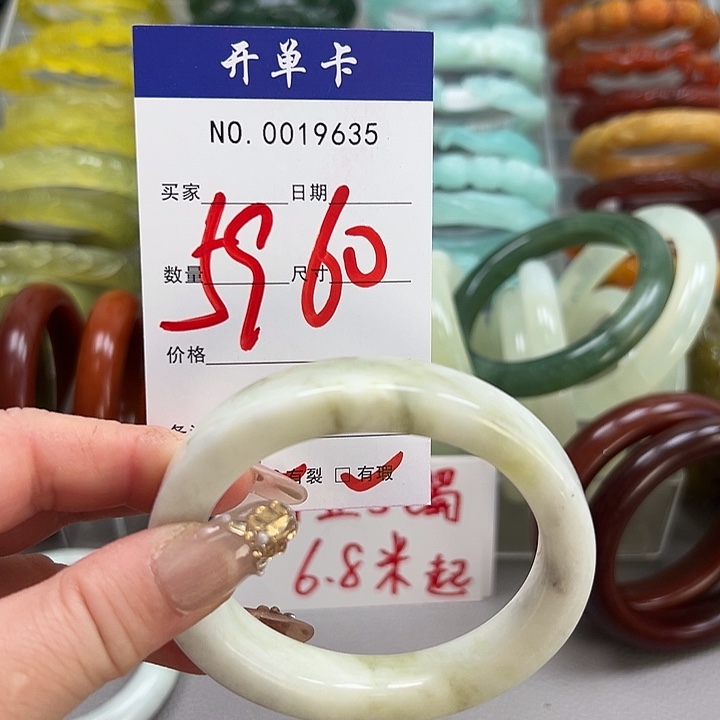 开单卡
NO. 0019635
买家 日期
59 60
数量 尺寸
价格
有裂 □ 有瑕
6.8米起